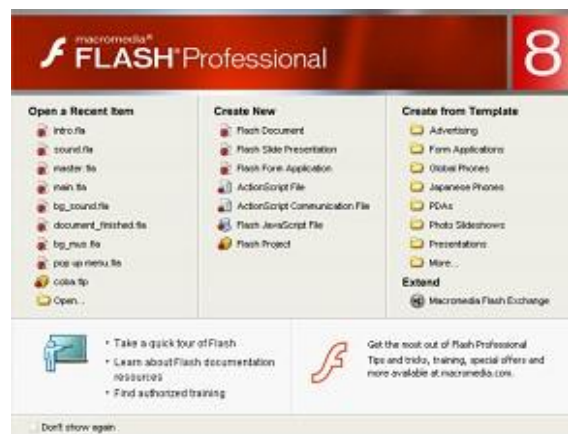 macromedia®
FLASH® Professional
8
Open a Recent Item
intro.fla
sound.fla
master.fla
main.fla
bg_sound.fla
document_finished.fla
bg_mus.fla
pop up menu.fla
coba.flp
Open...
Create New
Flash Document
Flash Slide Presentation
Flash Form Application
ActionScript File
ActionScript Communication File
Flash JavaScript File
Flash Project
Create from Template
Advertising
Form Applications
Global Phones
Japanese Phones
PDAs
Photo Slideshows
Presentations
More...
Extend
Macromedia Flash Exchange
• Take a quick tour of Flash
• Learn about Flash documentation
resources
• Find authorized training
Get the most out of Flash Professional
Tips and tricks, training, special offers and
more available at macromedia.com.
Don't show again